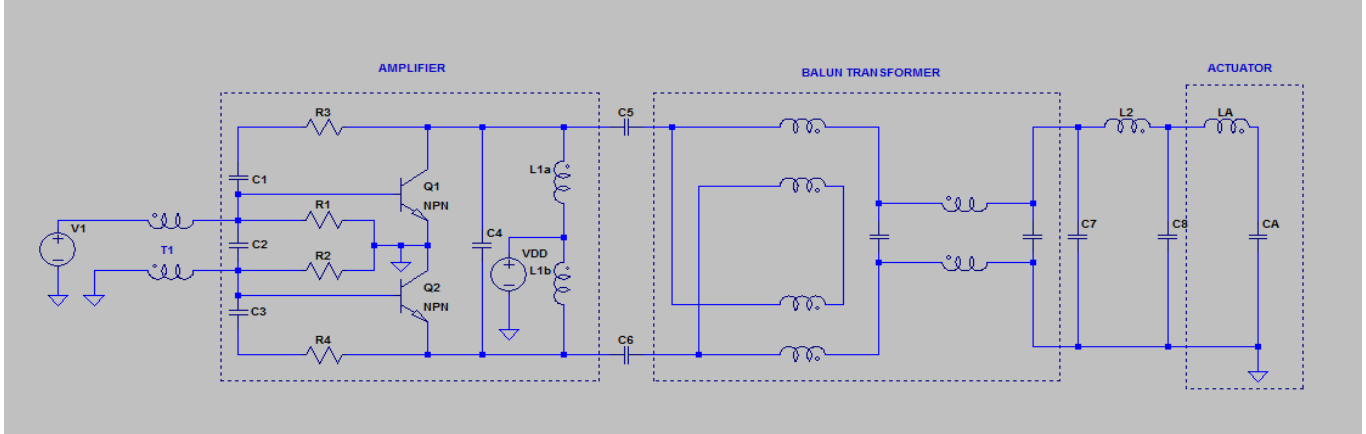 AMPLIFIER
BALUN TRANSFORMER
ACTUATOR
R3
C5
L2
LA
C1
L1a
Q1
NPN
R1
V1
T1
C2
C4
VDD
C7
C8
CA
R2
L1b
Q2
NPN
C3
R4
C6